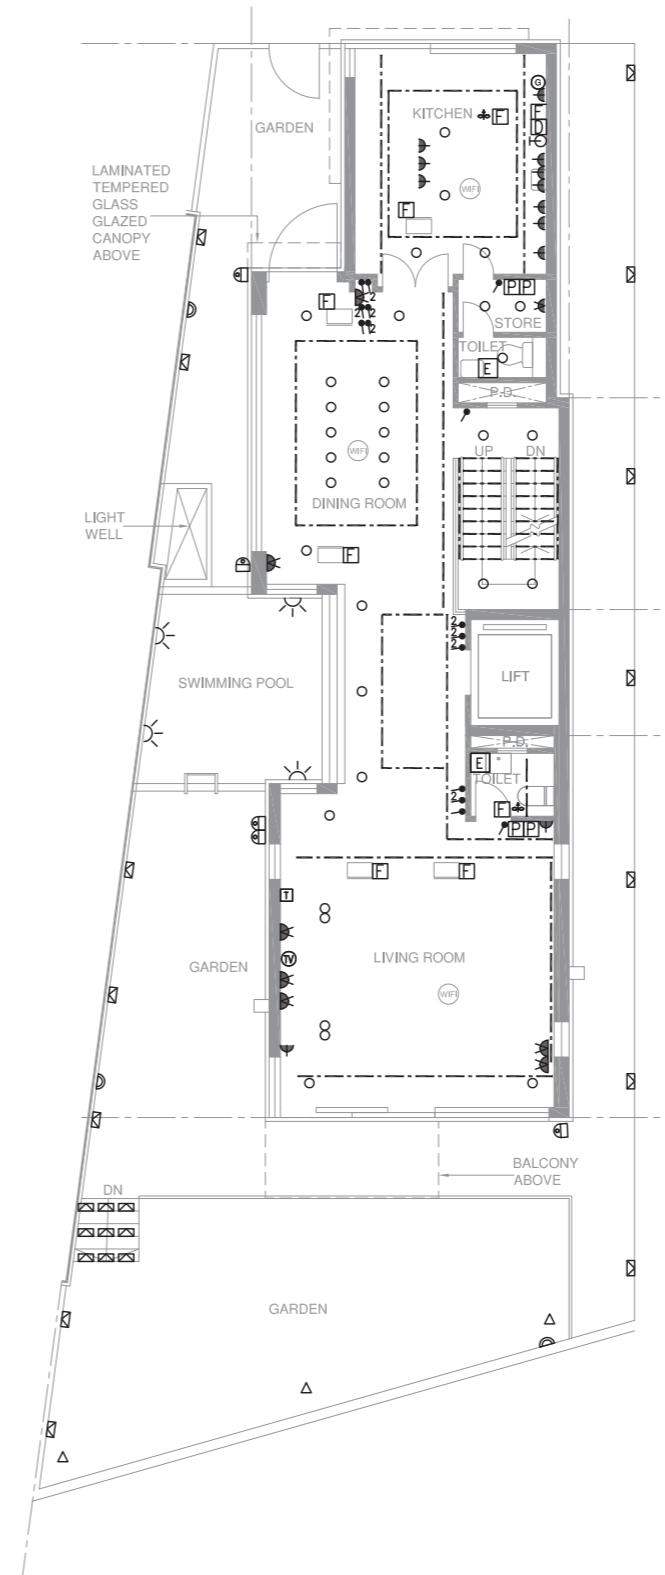 G
KITCHEN
F
F
D
GARDEN
LAMINATED
TEMPERED
GLASS
GLAZED
CANOPY
ABOVE
WIFI
F
F
2
2 2
2
P P
STORE
TOILET
E
P.D.
UP
DN
WIFI
DINING ROOM
LIGHT
WELL
F
2
2
2
LIFT
SWIMMING POOL
P.D.
E
TOILET
2
F
P P
F
F
T
LIVING ROOM
TV
GARDEN
WIFI
BALCONY
ABOVE
DN
GARDEN